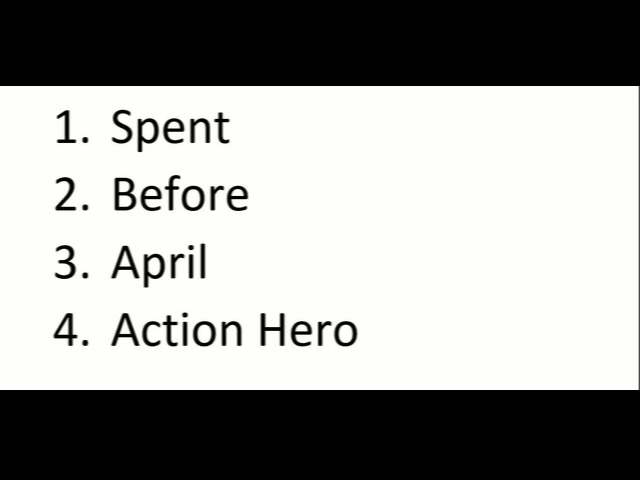 1. Spent
2. Before
3. April
4. Action Hero